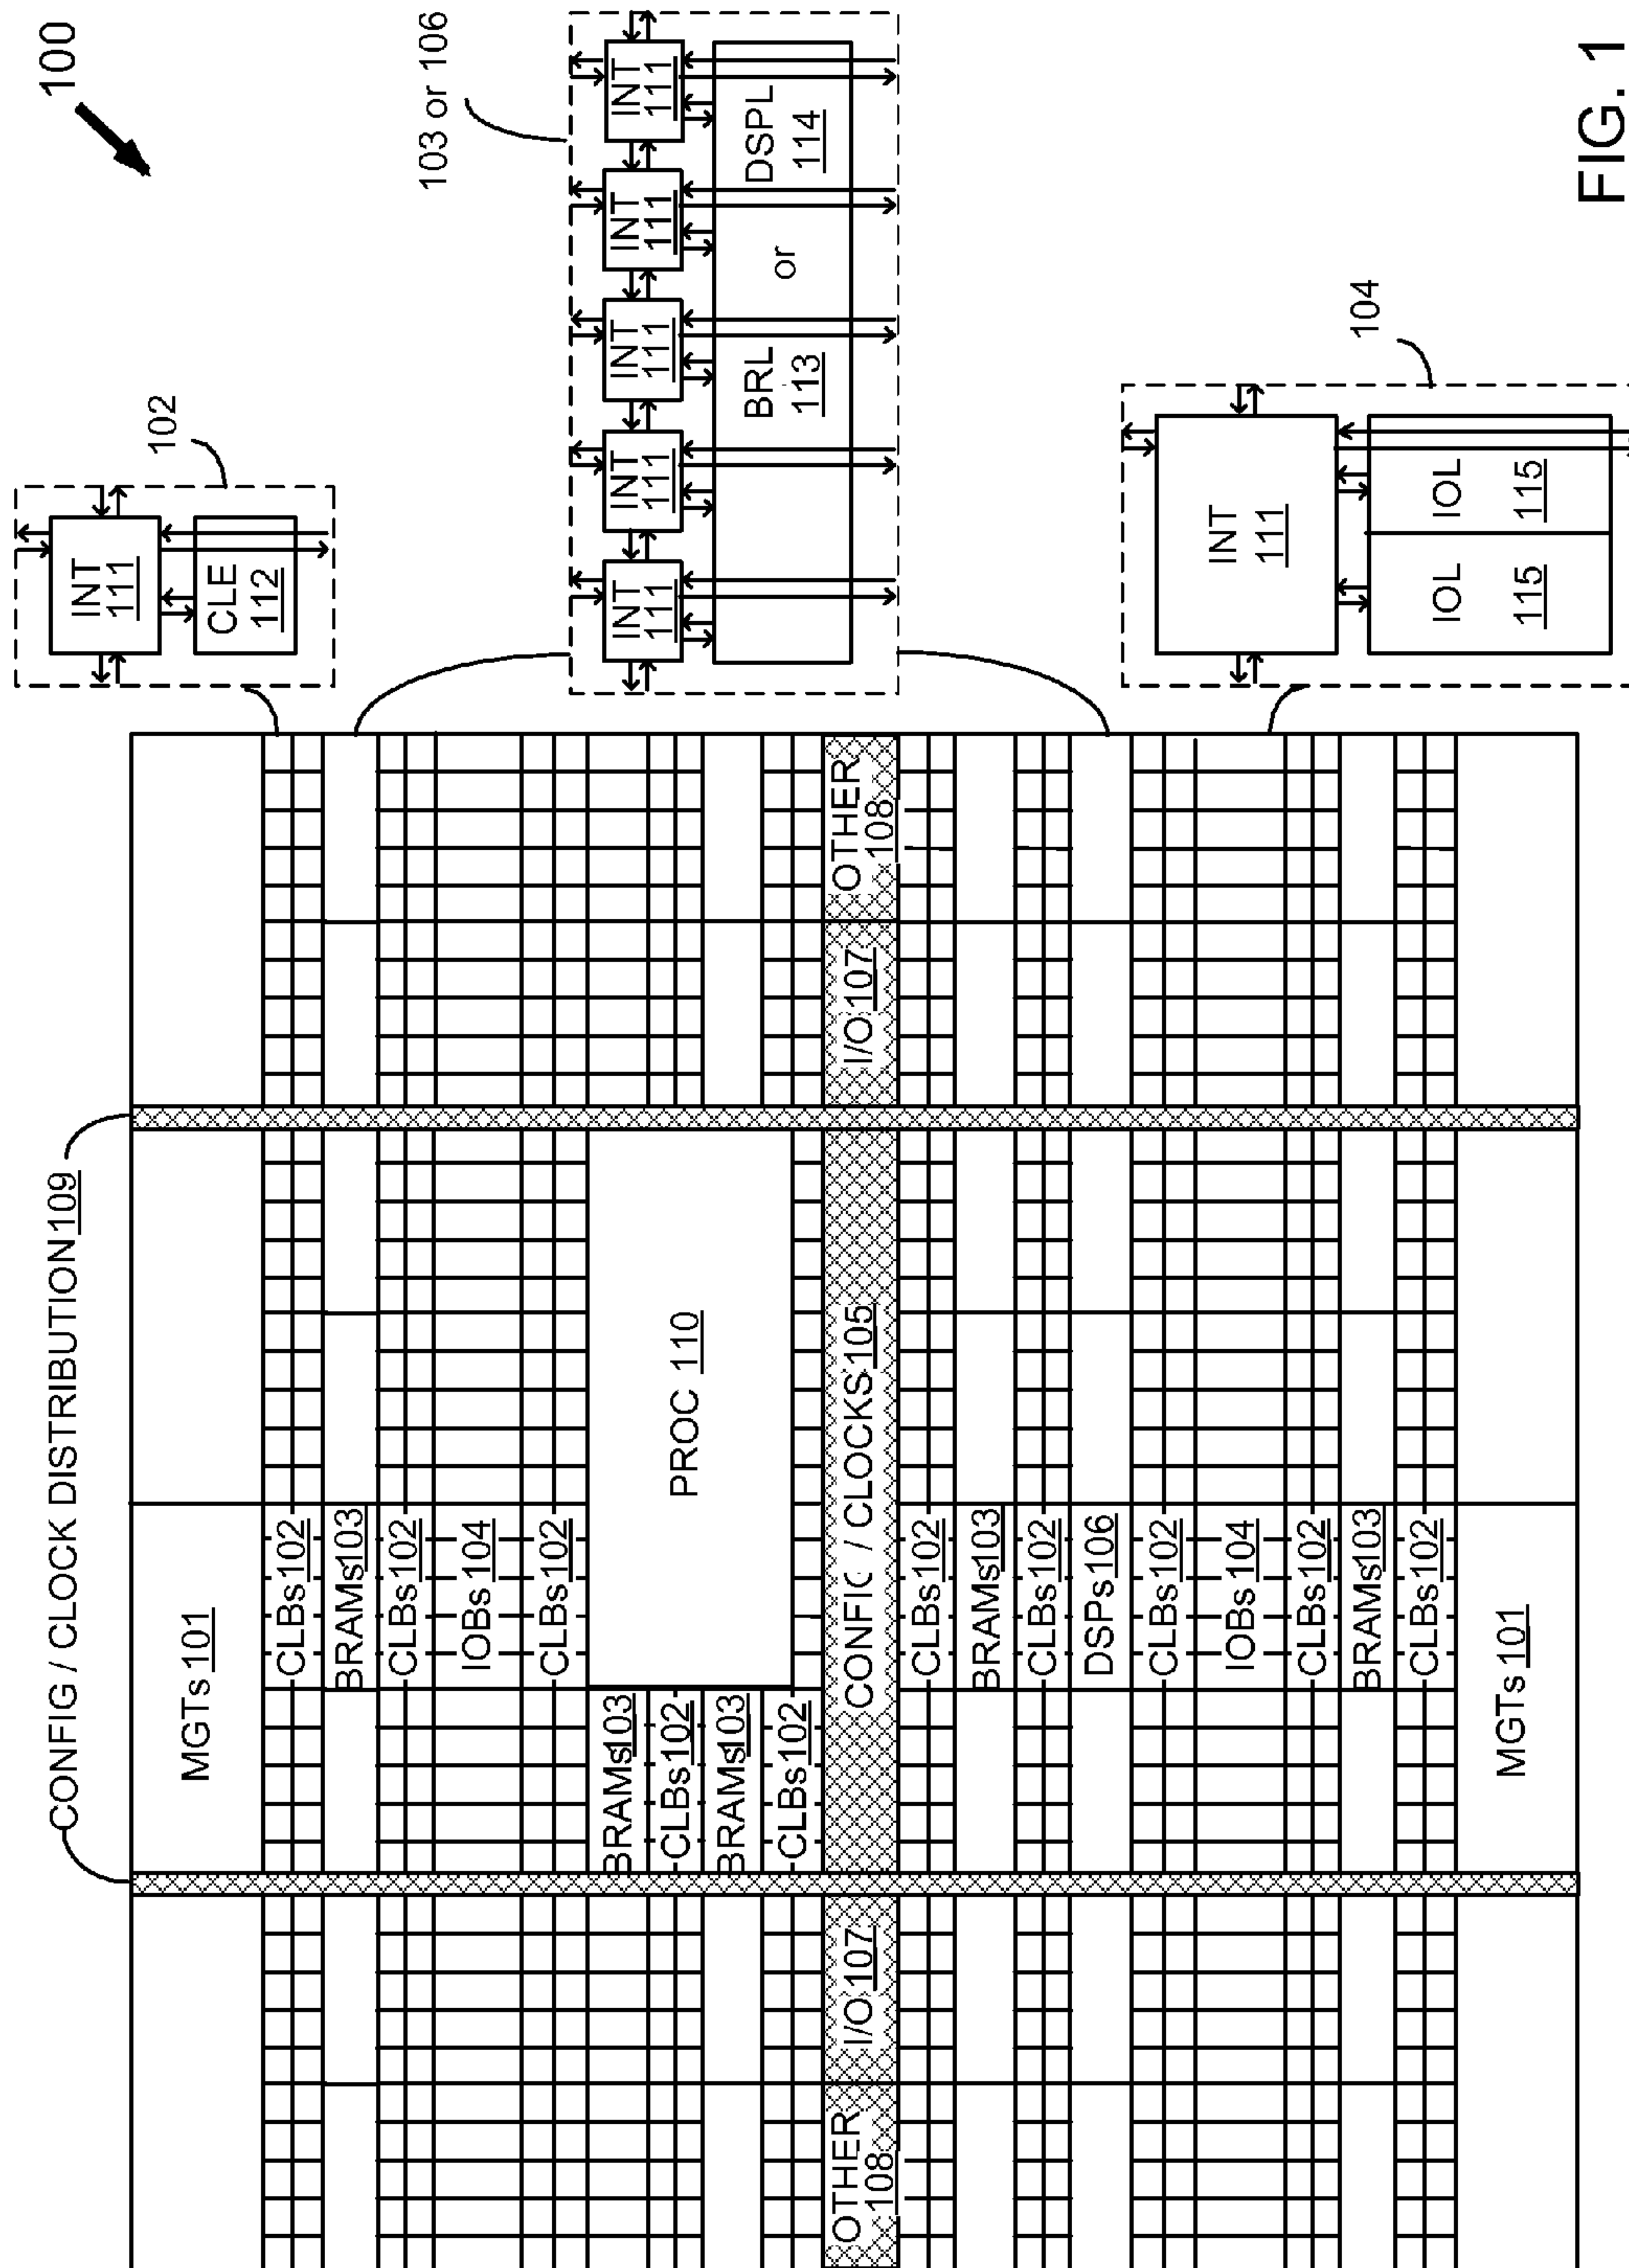 100
CONFIG / CLOCK DISTRIBUTION 109
MGTs 101
CLBs 102
BRAMs 103
CLBs 102
IOBs 104
CLBs 102
BRAMs 103
CLBs 102
BRAMs 103
CLBs 102
PROC 110
OTHER
108
I/O 107
CONFIG / CLOCKS 105
I/O 107
OTHER
108
CLBs 102
BRAMs 103
CLBs 102
DSPs 106
CLBs 102
IOBs 104
CLBs 102
BRAMs 103
CLBs 102
MGTs 101
INT
111
CLE
112
102
103 or 106
INT
111
INT
111
INT
111
INT
111
INT
111
BRL
113
or
DSPL
114
104
INT
111
IOL
115
IOL
115
FIG. 1